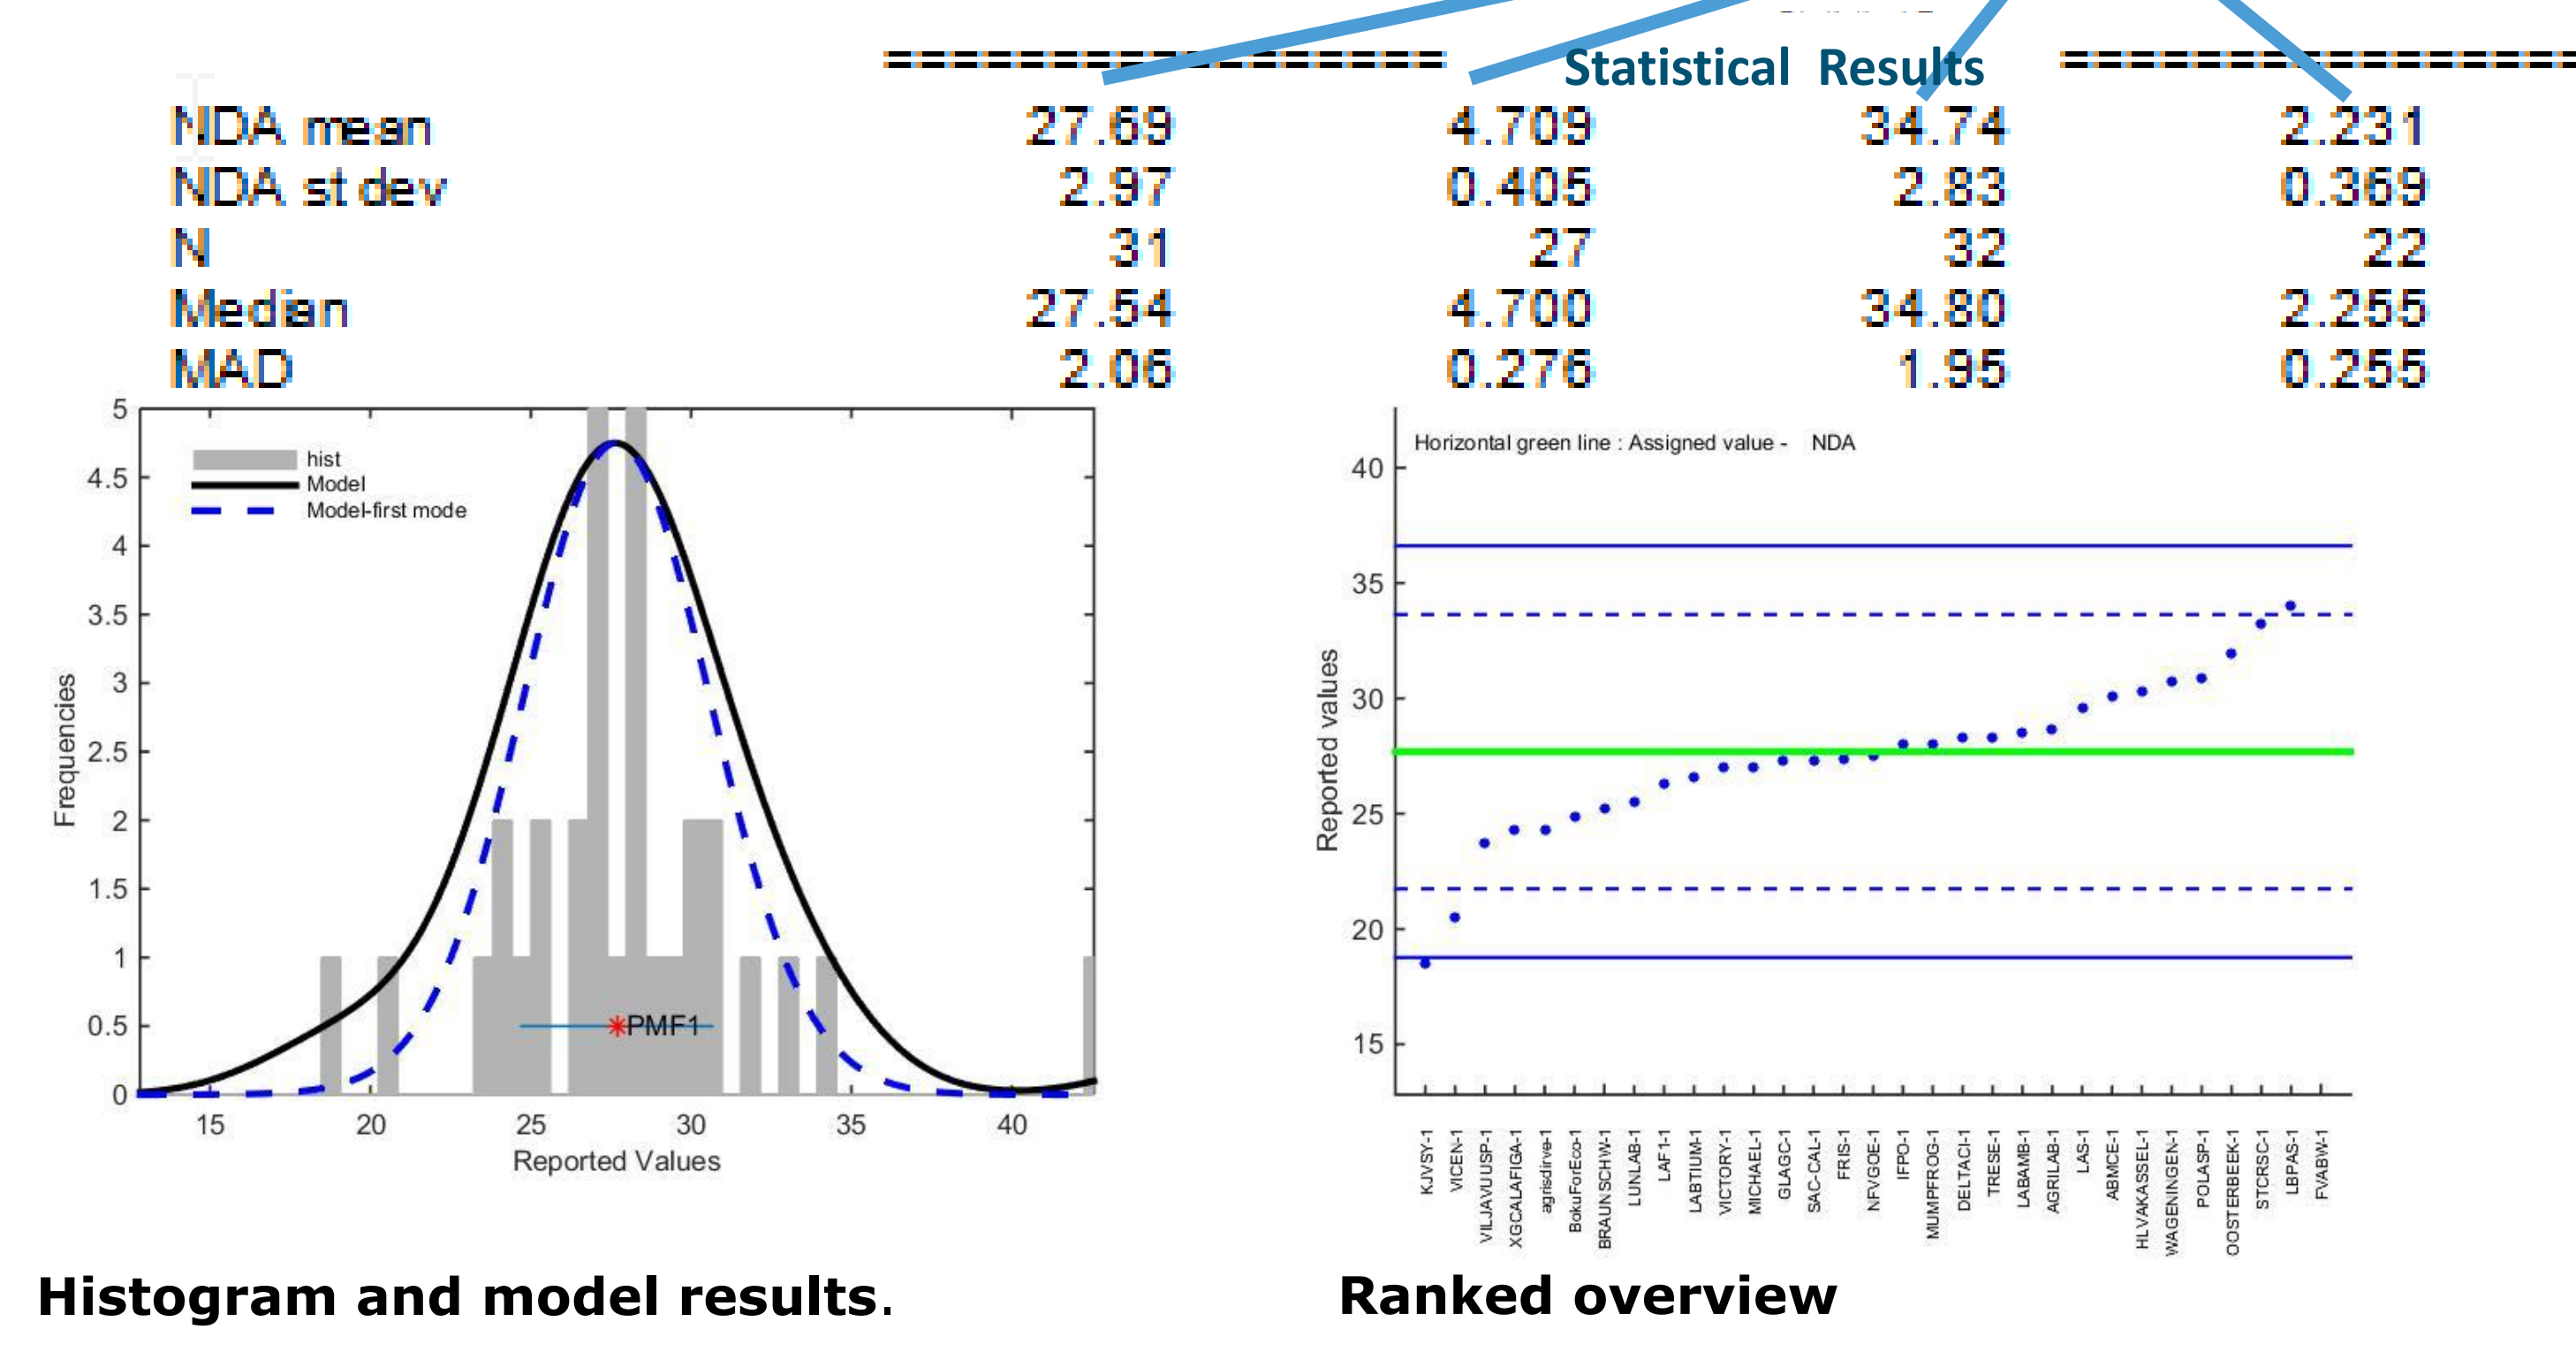 Statistical Results
NDA mean 27.69 4.709 34.74 2.231
NDA st dev 2.97 0.405 2.83 0.369
N 31 27 32 22
Median 27.54 4.700 34.80 2.255
MAD 2.06 0.276 1.95 0.255
5
4.5
4
3.5
3
2.5
2
1.5
1
0.5
0
Frequencies
hist
Model
Model-first mode
PMF1
15 20 25 30 35 40
Reported Values
Histogram and model results.
Horizontal green line : Assigned value - NDA
40
35
30
25
20
15
Reported values
KJVSY-1
VICEN-1
VILJAVUUSP-1
XGCALAFIGA-1
agrisdirve-1
BokuForEco-1
BRAUNSCHW-1
LUNLAB-1
LAF1-1
LABTIUM-1
VICTORY-1
MICHAEL-1
GLAGC-1
SAC-CAL-1
FRIS-1
NFVGOE-1
IFPO-1
MUMPFROG-1
DELTACI-1
TRESE-1
LABAMB-1
AGRILAB-1
LAS-1
ABMCE-1
HLVAKASSEL-1
WAGENINGEN-1
POLASP-1
OOSTERBEEK-1
STCRSC-1
LBPAS-1
FVABW-1
Ranked overview